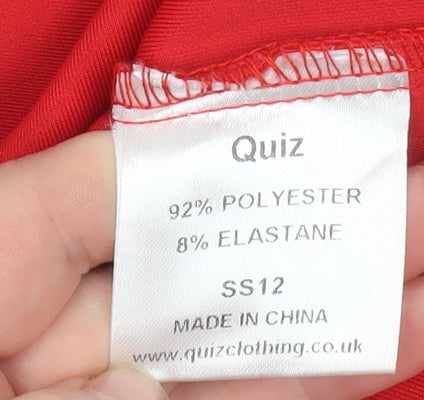 Quiz
92% POLYESTER
8% ELASTANE
SS12
MADE IN CHINA
www.quizclothing.co.uk